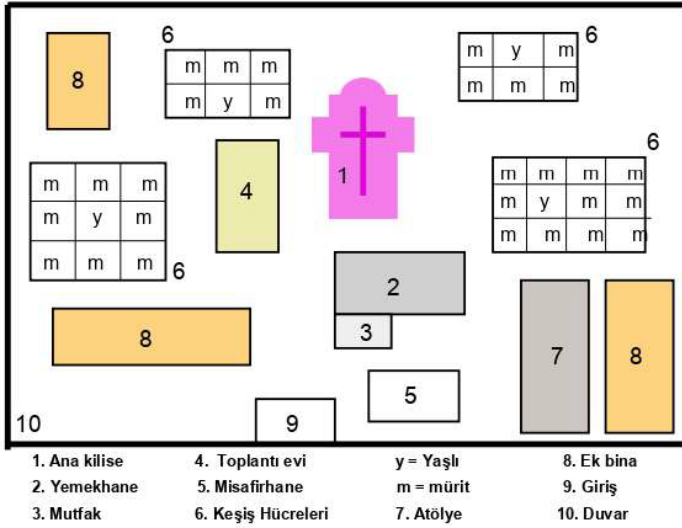 6
m m m
m y m
m y m
m m m
6
8
1
4
m m m
m y m
m m m
6
6
m m m m
m y m m
m m m m
2
3
8
7
8
5
9
10
1. Ana kilise
2. Yemekhane
3. Mutfak
4. Toplantı evi
5. Misafirhane
6. Keşiş Hücreleri
y = Yaşlı
m = mürit
7. Atölye
8. Ek bina
9. Giriş
10. Duvar